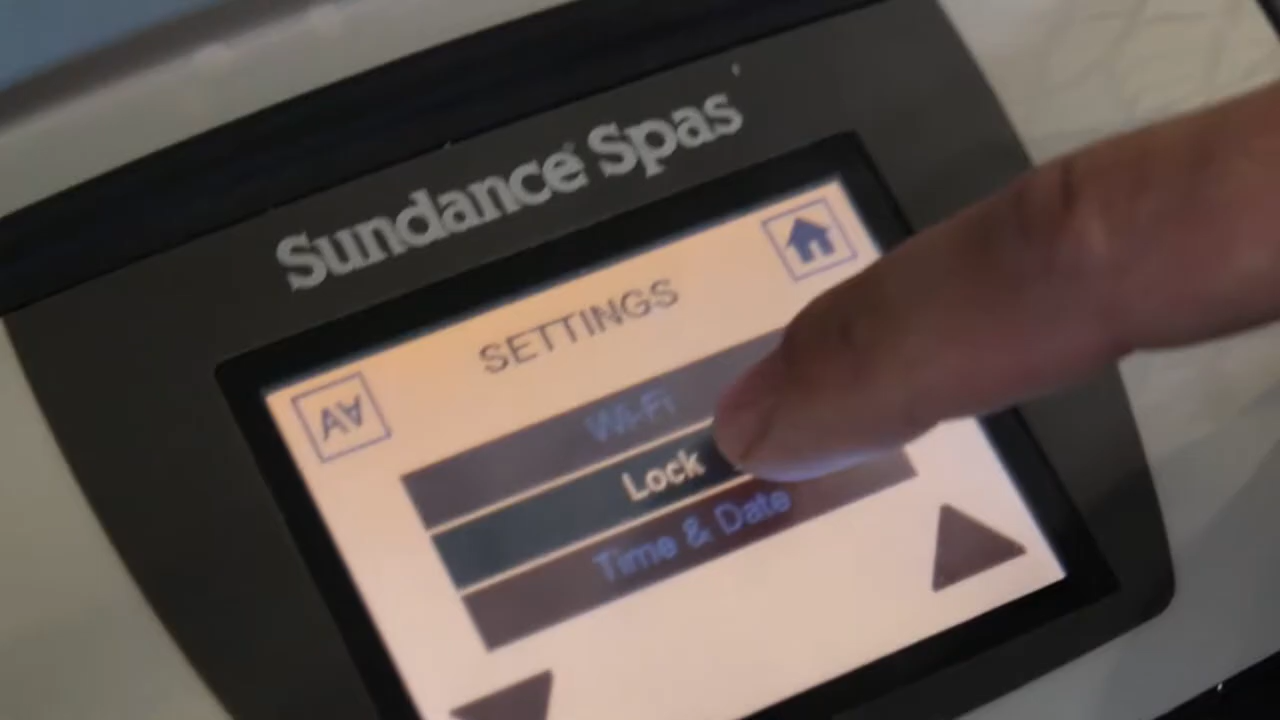 Sundance® Spas
SETTINGS
A∀
Wi-Fi
Lock
Time & Date